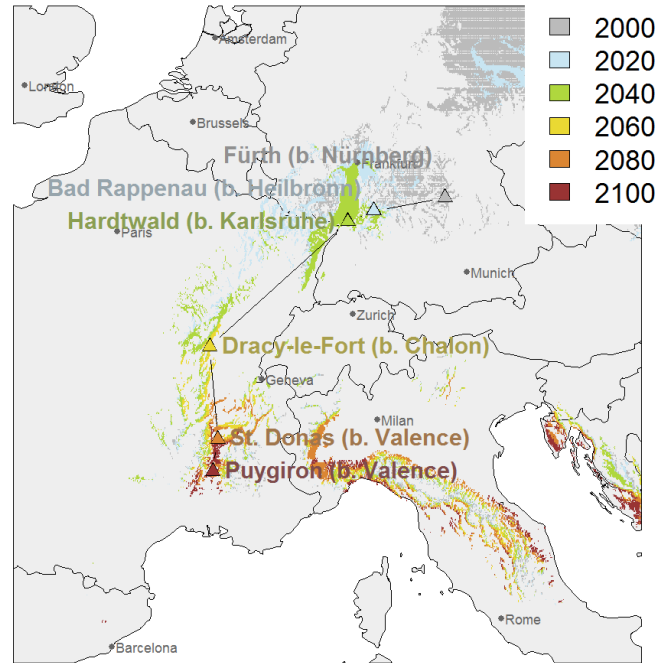 2000
2020
2040
2060
2080
2100
Amsterdam
London
Brussels
Fürth (b. Nürnberg)
Frankfurt
Bad Rappenau (b. Heilbronn)
Hardtwald (b. Karlsruhe)
Paris
Munich
Zurich
Dracy-le-Fort (b. Chalon)
Geneva
Milan
St. Donas (b. Valence)
Puygiron (b. Valence)
Rome
Barcelona